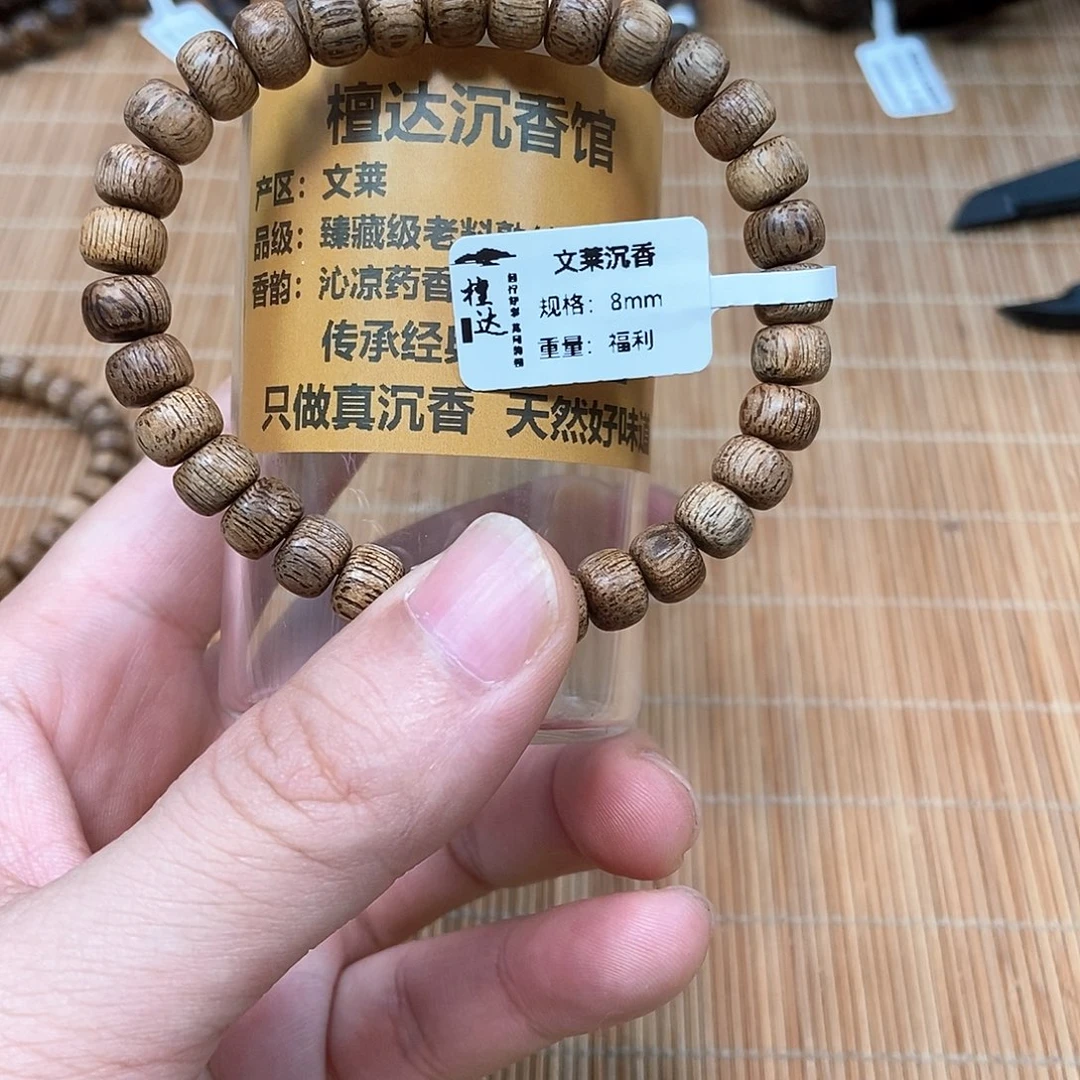 檀达沉香馆
产区：文莱
品级：臻藏级老料
香韵：沁凉药香
传承经
只做真沉香 天然好味道
文莱沉香
檀达
规格：8mm
重量：福利